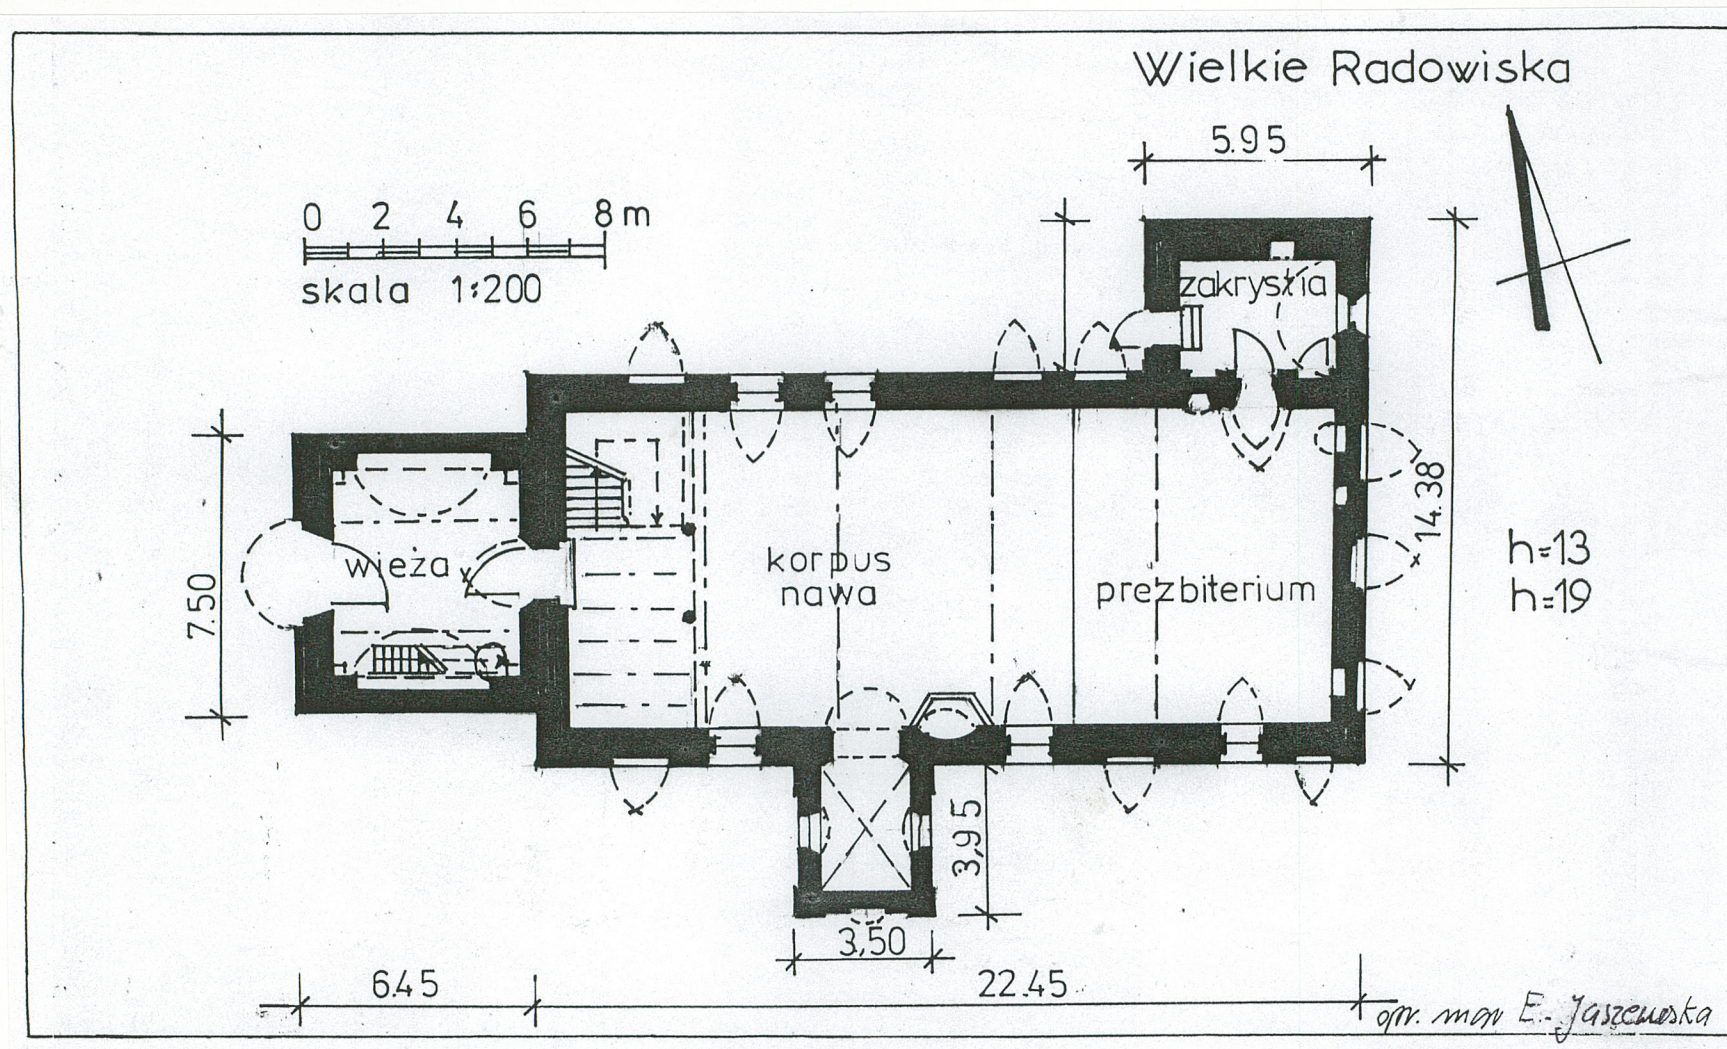 Wielkie Radowiska
5.95
0 2 4 6 8 m
skala 1:200
zakrystia
14.38
7.50
wieża
korpus
nawa
prezbiterium
h=13
h=19
3,95
3,50
6.45
22.45
opr. mgr E. Jaszewska